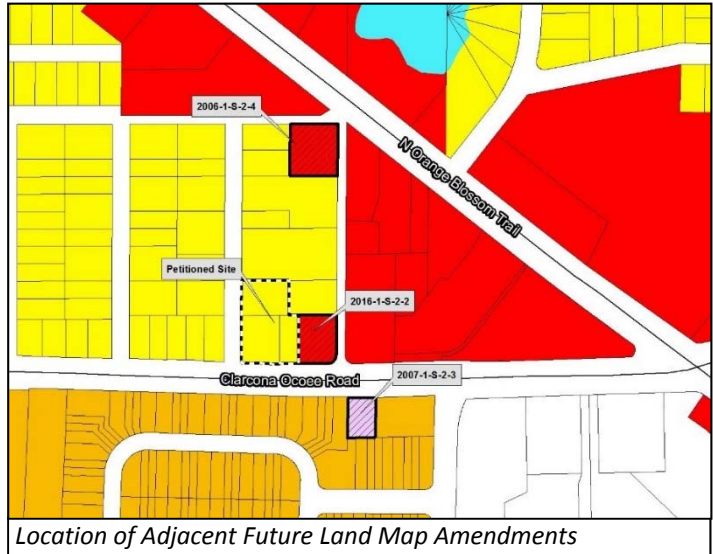 2006-1-S-2-4
N Orange Blossom Trail
Petitioned Site
2016-1-S-2-2
Clarcona Ocoee Road
2007-1-S-2-3
Location of Adjacent Future Land Map Amendments